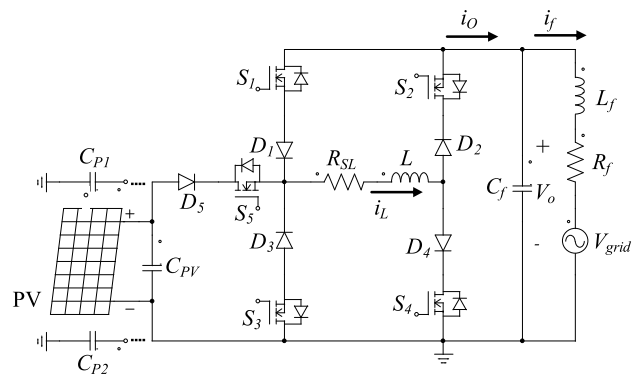 i_O i_f
S_1 S_2 L_f
D_1 R_SL L D_2 + R_f
C_P1
D_5 S_5 i_L C_f V_o
+ D_3 D_4 - V_grid
C_PV
PV
− S_3 S_4
C_P2